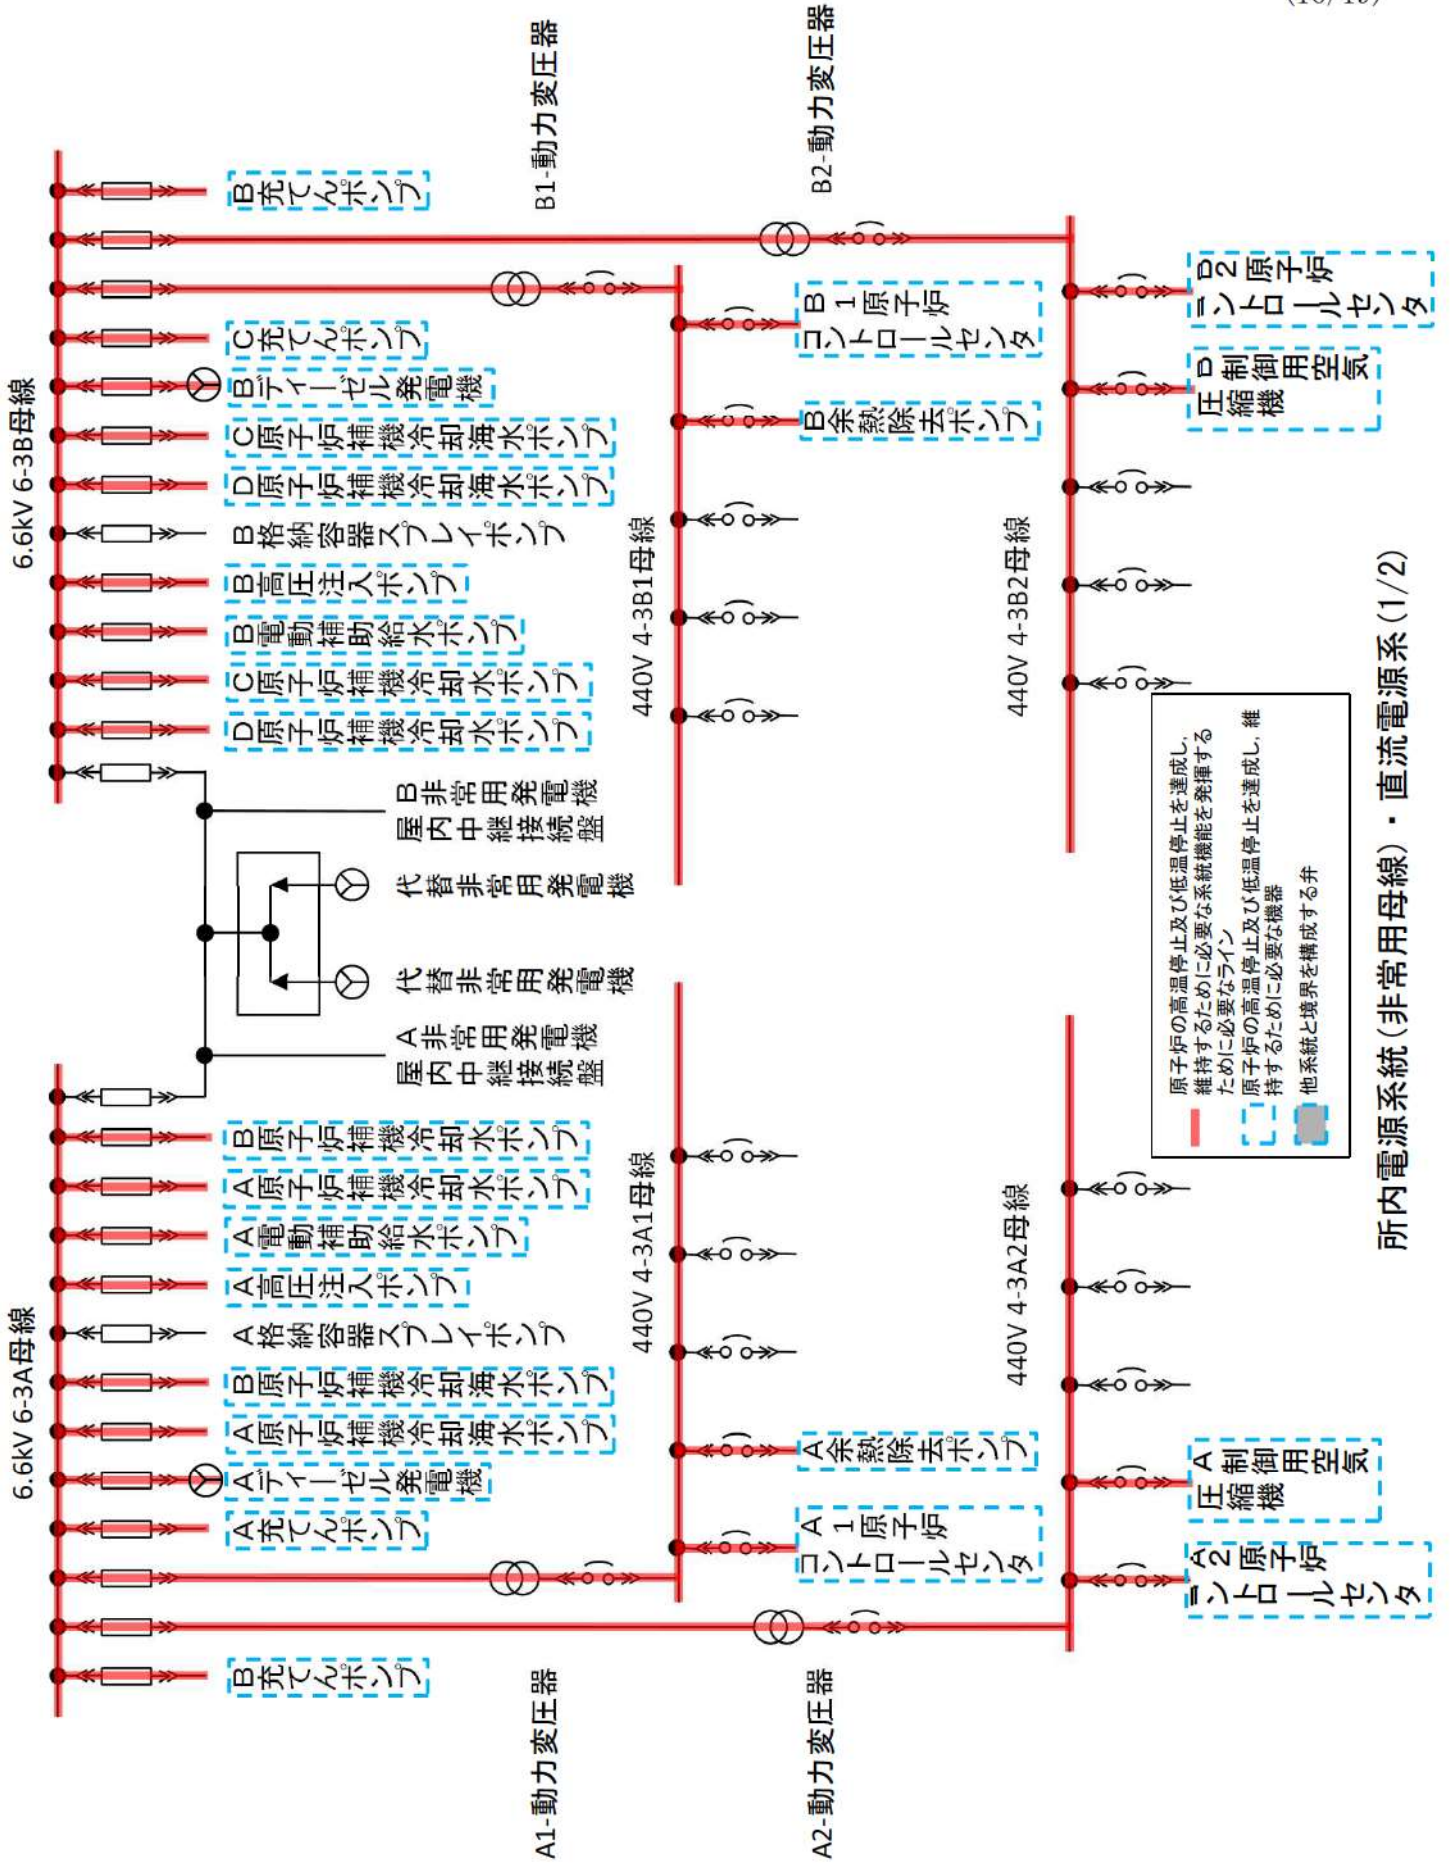 (16/49)
6.6kV 6-3A母線
6.6kV 6-3B母線
B充てんポンプ
A充てんポンプ
Aディーゼル発電機
A原子炉補機冷却海水ポンプ
B原子炉補機冷却海水ポンプ
A格納容器スプレイポンプ
A高圧注入ポンプ
A電動補助給水ポンプ
A原子炉補機冷却水ポンプ
B原子炉補機冷却水ポンプ
A非常用発電機
屋内中継接続盤
代替非常用発電機
代替非常用発電機
B非常用発電機
屋内中継接続盤
D原子炉補機冷却水ポンプ
C原子炉補機冷却水ポンプ
B電動補助給水ポンプ
B高圧注入ポンプ
B格納容器スプレイポンプ
D原子炉補機冷却海水ポンプ
C原子炉補機冷却海水ポンプ
Bディーゼル発電機
C充てんポンプ
B充てんポンプ
A1-動力変圧器
B1-動力変圧器
440V 4-3A1母線
440V 4-3B1母線
A1原子炉
コントロールセンタ
A余熱除去ポンプ
B余熱除去ポンプ
B1原子炉
コントロールセンタ
A2-動力変圧器
B2-動力変圧器
440V 4-3A2母線
440V 4-3B2母線
A2原子炉
コントロールセンタ
A制御用空気
圧縮機
B制御用空気
圧縮機
B2原子炉
コントロールセンタ
原子炉の高温停止及び低温停止を達成し,
維持するために必要な系統機能を発揮する
ために必要なライン
原子炉の高温停止及び低温停止を達成し, 維
持するために必要な機器
他系統と境界を構成する弁
所内電源系統(非常用母線)・直流電源系(1/2)